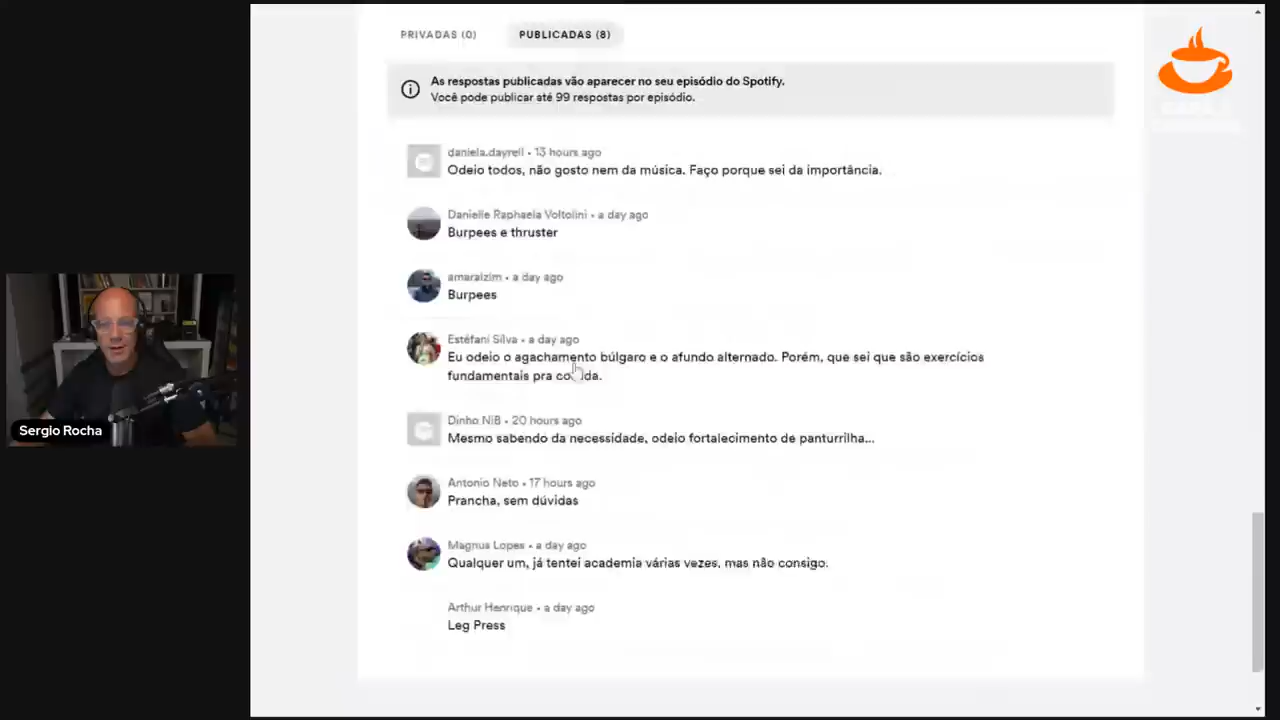 PRIVADAS (0) PUBLICADAS (8)
As respostas publicadas vão aparecer no seu episódio do Spotify.
Você pode publicar até 99 respostas por episódio.
daniela.dayrell • 13 hours ago
Odeio todos, não gosto nem da música. Faço porque sei da importância.
Danielle Raphaela Voltolini • a day ago
Burpees e thruster
amaralzim • a day ago
Burpees
Estéfani Silva • a day ago
Eu odeio o agachamento búlgaro e o afundo alternado. Porém, que sei que são exercícios
fundamentais pra
Dinho NiB • 20 hours ago
Mesmo sabendo da necessidade, odeio fortalecimento de panturrilha...
Antonio Neto • 17 hours ago
Prancha, sem dúvidas
Magnus Lopes • a day ago
Qualquer um, já tentei academia várias vezes, mas não consigo.
Arthur Henrique • a day ago
Leg Press
Sergio Rocha